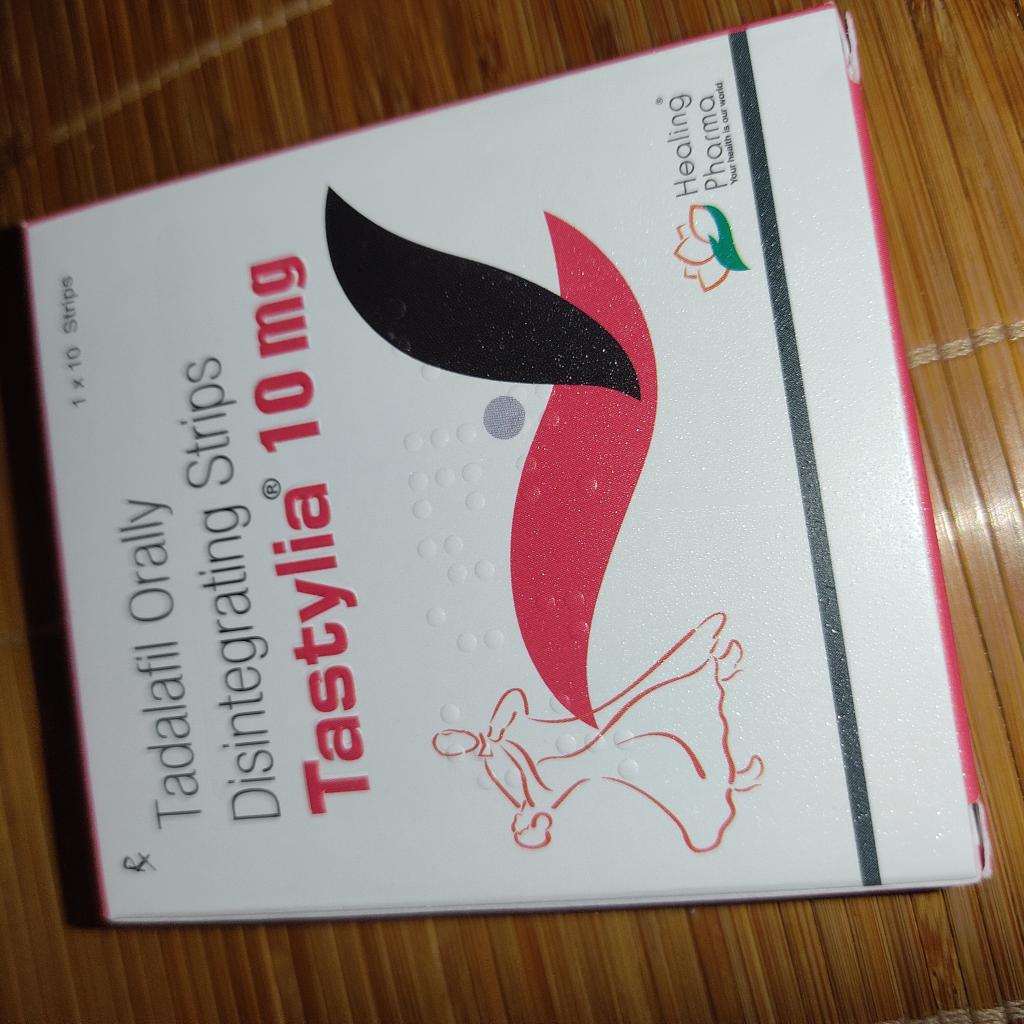 1 x 10 Strips
℞
Tadalafil Orally
Disintegrating Strips
Tastylia® 10 mg
Healing®
Pharma
Your health is our world